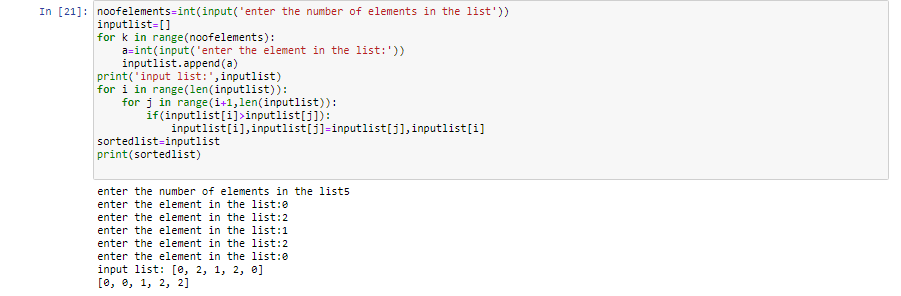 In [21]: noofelements=int(input('enter the number of elements in the list'))
inputlist=[]
for k in range(noofelements):
    a=int(input('enter the element in the list:'))
    inputlist.append(a)
print('input list:',inputlist)
for i in range(len(inputlist)):
    for j in range(i+1,len(inputlist)):
        if(inputlist[i]>inputlist[j]):
            inputlist[i],inputlist[j]=inputlist[j],inputlist[i]
sortedlist=inputlist
print(sortedlist)
enter the number of elements in the list5
enter the element in the list:0
enter the element in the list:2
enter the element in the list:1
enter the element in the list:2
enter the element in the list:0
input list: [0, 2, 1, 2, 0]
[0, 0, 1, 2, 2]